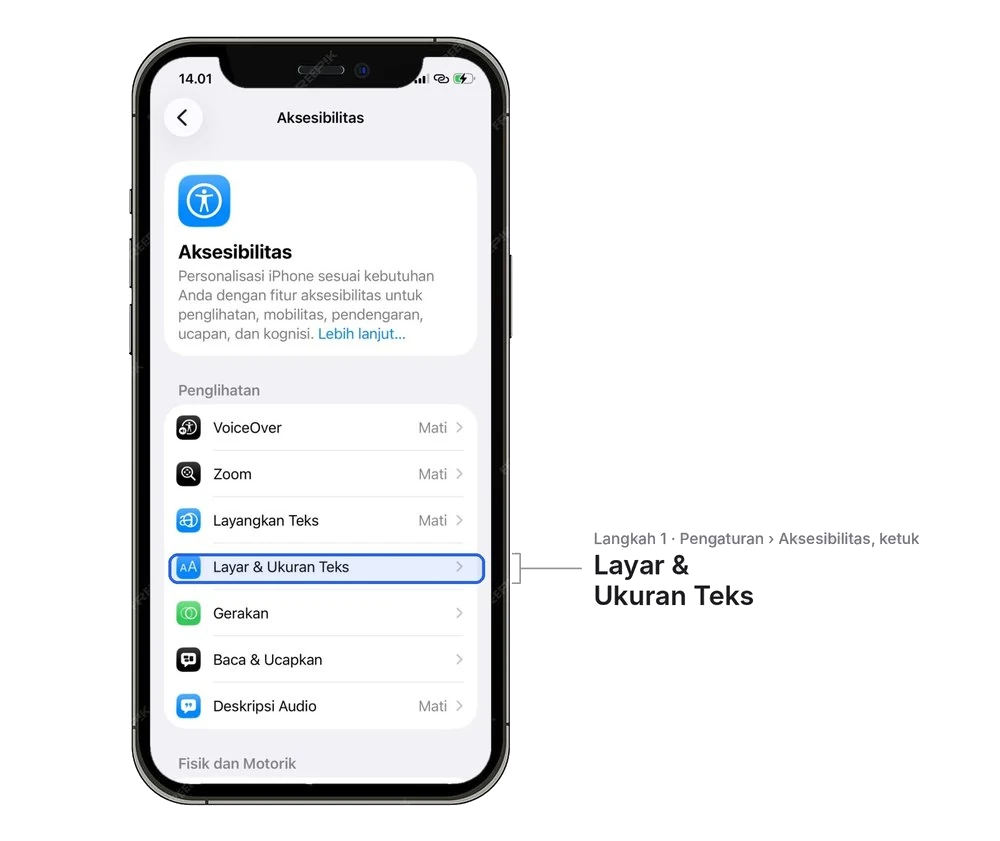 14.01
Aksesibilitas
Aksesibilitas
Personalisasi iPhone sesuai kebutuhan
Anda dengan fitur aksesibilitas untuk
penglihatan, mobilitas, pendengaran,
ucapan, dan kognisi. Lebih lanjut...
Penglihatan
VoiceOver Mati
Zoom Mati
Layangkan Teks Mati
AA Layar & Ukuran Teks
Gerakan
Baca & Ucapkan
Deskripsi Audio Mati
Fisik dan Motorik
Langkah 1 · Pengaturan › Aksesibilitas, ketuk
Layar &
Ukuran Teks